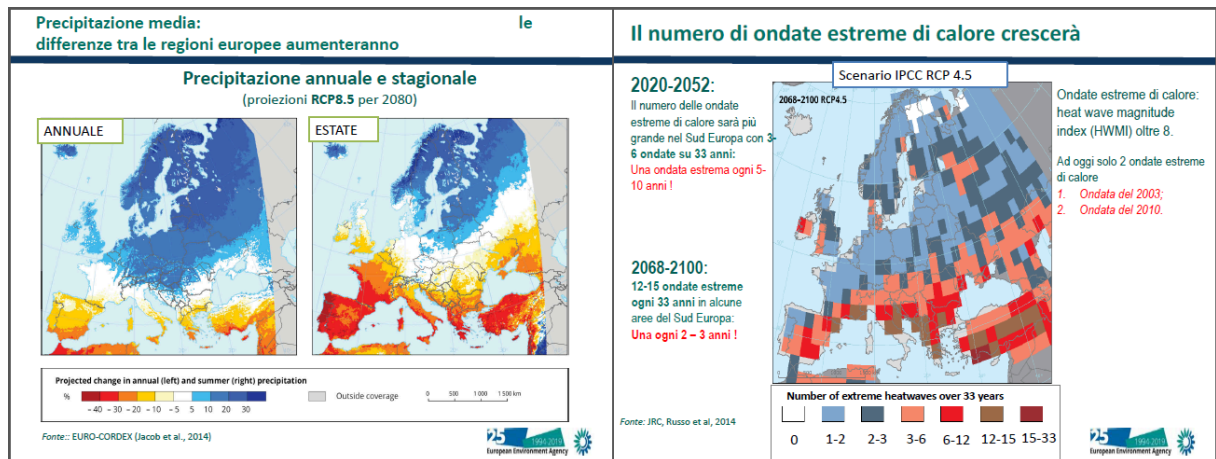 Precipitazione media: le
differenze tra le regioni europee aumenteranno
Precipitazione annuale e stagionale
(proiezioni RCP8.5 per 2080)
ANNUALE
ESTATE
Projected change in annual (left) and summer (right) precipitation
%
– 40 – 30 – 20 – 10 – 5 5 10 20 30
Outside coverage
0 500 1 000 1 500 km
Fonte:: EURO-CORDEX (Jacob et al., 2014)
25 1994-2019
European Environment Agency
Il numero di ondate estreme di calore crescerà
2020-2052:
Il numero delle ondate
estreme di calore sarà più
grande nel Sud Europa con 3-
6 ondate su 33 anni:
Una ondata estrema ogni 5-
10 anni !
2068-2100:
12-15 ondate estreme
ogni 33 anni in alcune
aree del Sud Europa:
Una ogni 2 – 3 anni !
Fonte: JRC, Russo et al, 2014
Scenario IPCC RCP 4.5
2068–2100 RCP4.5
Number of extreme heatwaves over 33 years
0 1-2 2-3 3-6 6-12 12-15 15-33
Ondate estreme di calore:
heat wave magnitude
index (HWMI) oltre 8.
Ad oggi solo 2 ondate estreme
di calore
1. Ondata del 2003;
2. Ondata del 2010.
25 1994-2019
European Environment Agency